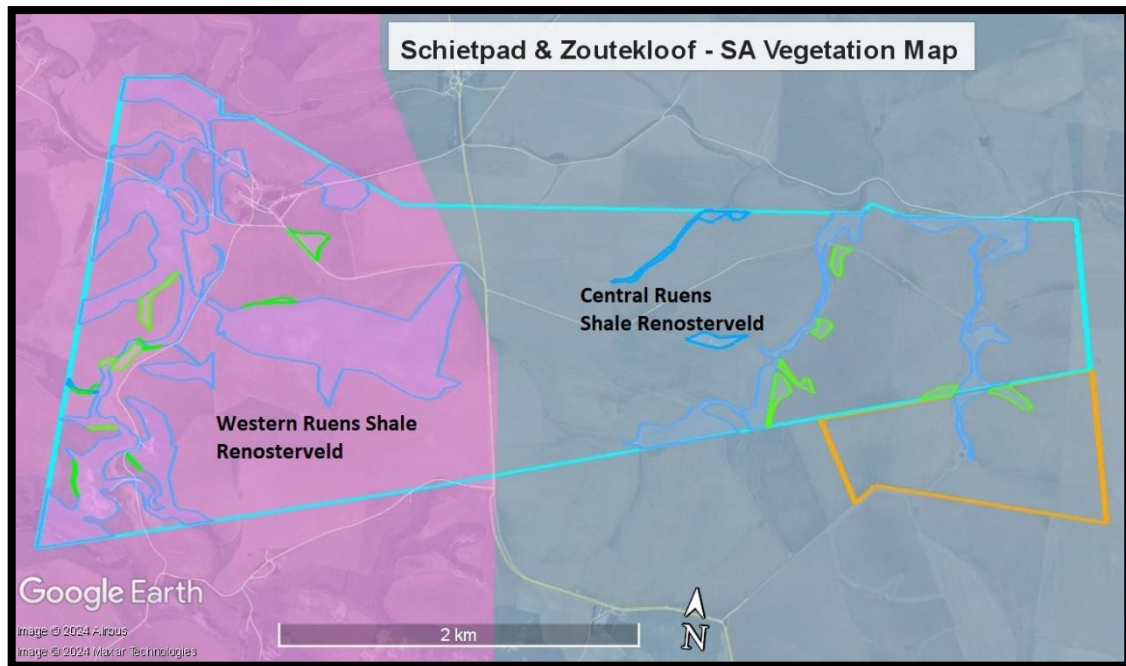 Schietpad & Zoutekloof - SA Vegetation Map
Central Ruens
Shale Renosterveld
Western Ruens Shale
Renosterveld
Google Earth
Image © 2024 Airbus
Image © 2024 Maxar Technologies
2 km
N